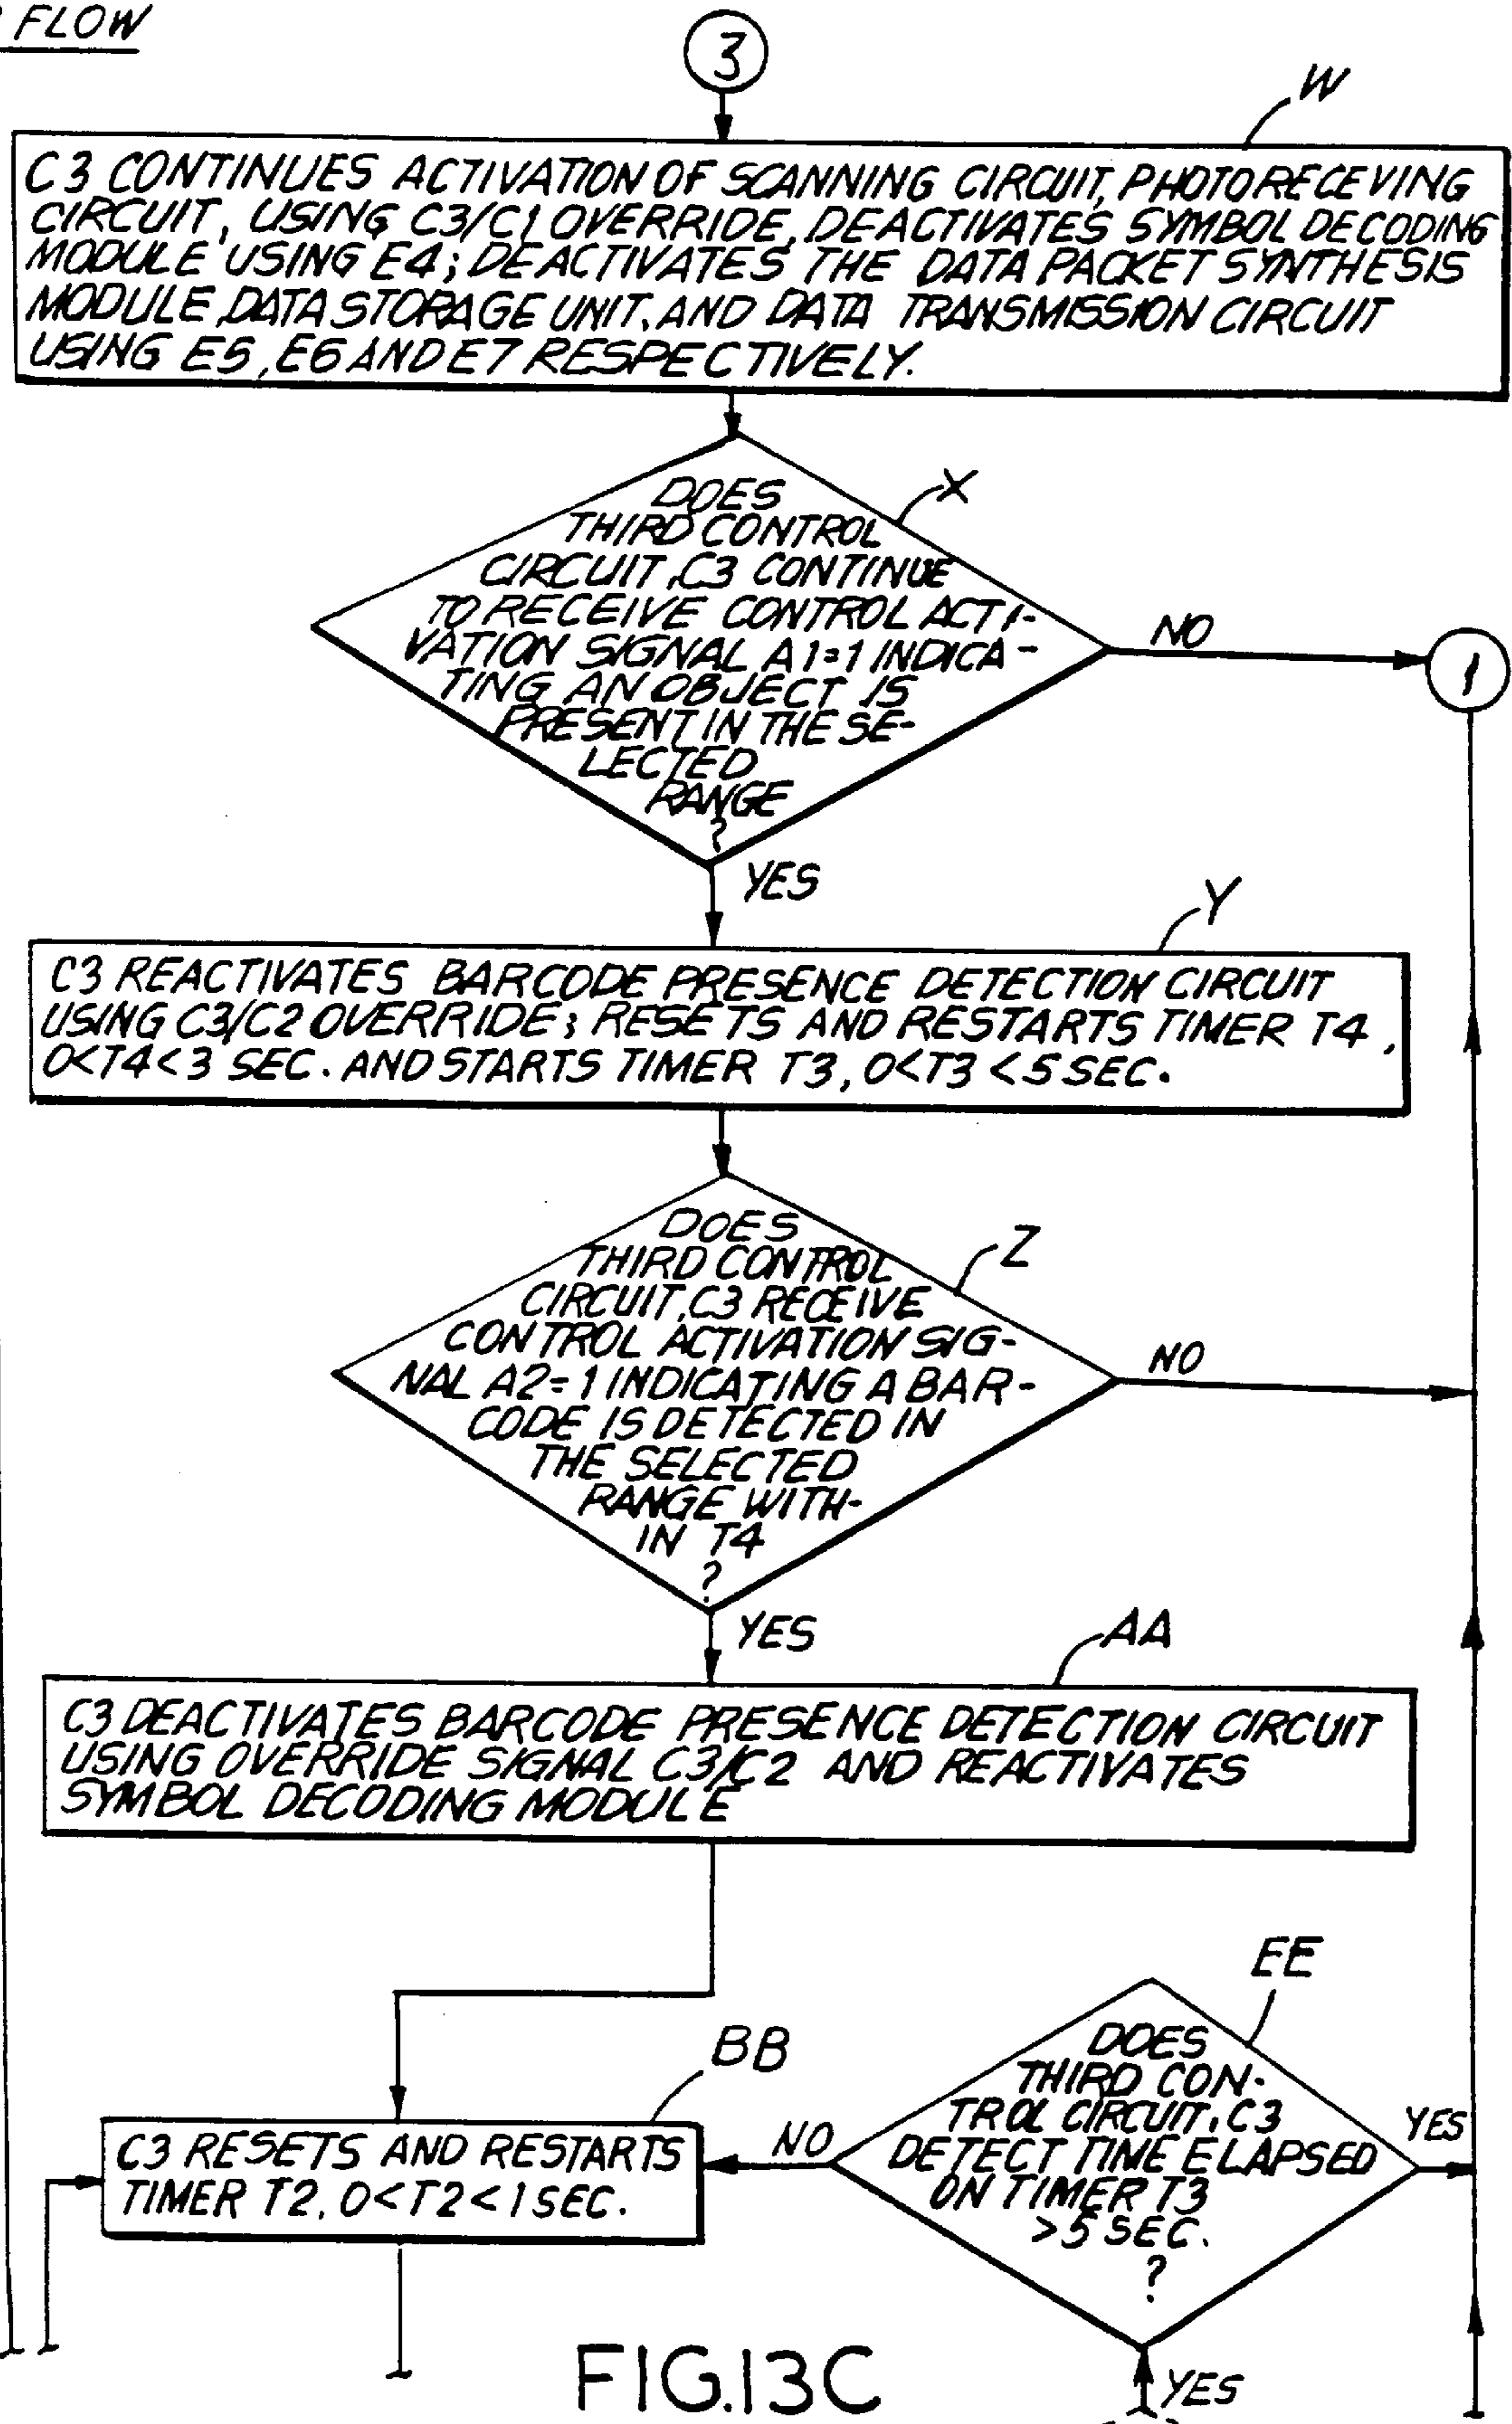 FLOW
3
W
C3 CONTINUES ACTIVATION OF SCANNING CIRCUIT, PHOTORECEVING
CIRCUIT, USING C3/C1 OVERRIDE, DEACTIVATES SYMBOL DECODING
MODULE USING E4; DEACTIVATES THE DATA PACKET SYNTHESIS
MODULE, DATA STORAGE UNIT, AND DATA TRANSMISSION CIRCUIT
USING E5, E6 AND E7 RESPECTIVELY.
X
DOES
THIRD CONTROL
CIRCUIT, C3 CONTINUE
TO RECEIVE CONTROL ACTI-
VATION SIGNAL A1=1 INDICA-
TING AN OBJECT IS
PRESENT IN THE SE-
LECTED
RANGE
?
NO
1
YES
Y
C3 REACTIVATES BARCODE PRESENCE DETECTION CIRCUIT
USING C3/C2 OVERRIDE; RESETS AND RESTARTS TIMER T4,
0<T4<3 SEC. AND STARTS TIMER T3, 0<T3<5 SEC.
Z
DOES
THIRD CONTROL
CIRCUIT, C3 RECEIVE
CONTROL ACTIVATION SIG-
NAL A2=1 INDICATING A BAR-
CODE IS DETECTED IN
THE SELECTED
RANGE WITH-
IN T4
?
NO
YES
AA
C3 DEACTIVATES BARCODE PRESENCE DETECTION CIRCUIT
USING OVERRIDE SIGNAL C3/C2 AND REACTIVATES
SYMBOL DECODING MODULE
EE
DOES
THIRD CON-
TROL CIRCUIT, C3
DETECT TIME ELAPSED
ON TIMER T3
>5 SEC.
?
YES
NO
BB
C3 RESETS AND RESTARTS
TIMER T2, 0<T2<1 SEC.
YES
FIG.13C